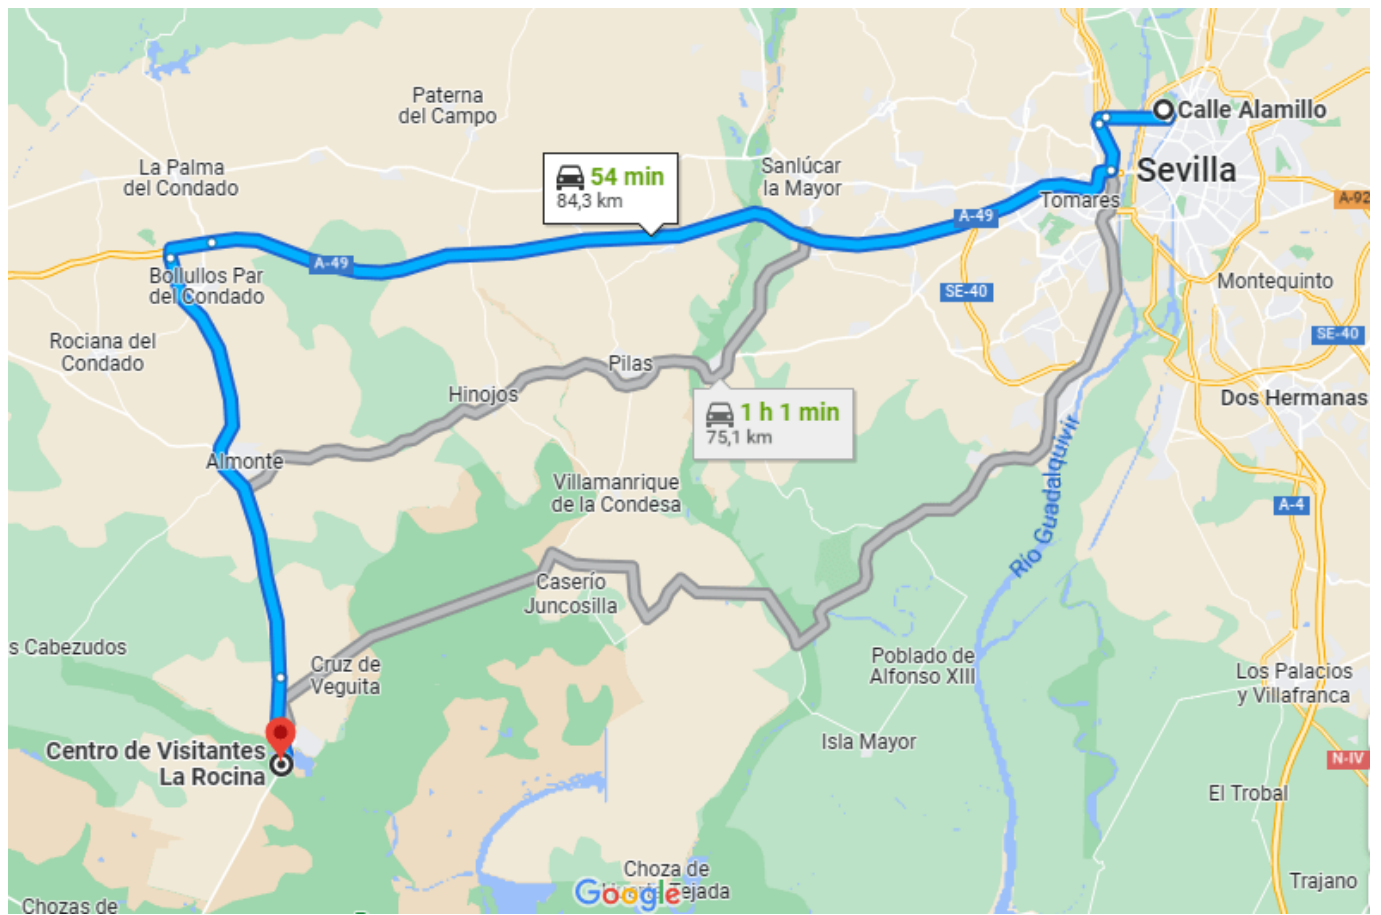 Paterna
del Campo
Calle Alamillo
La Palma
del Condado
54 min
84,3 km
Sanlúcar
la Mayor
Sevilla
A-92
Tomares
A-49
A-49
Bollullos Par
del Condado
SE-40
Montequinto
SE-40
Rociana del
Condado
Pilas
Hinojos
1 h 1 min
75,1 km
Dos Hermanas
Almonte
Villamanrique
de la Condesa
A-4
Río Guadalquivir
Caserío
Juncosilla
s Cabezudos
Cruz de
Veguita
Poblado de
Alfonso XIII
Los Palacios
y Villafranca
Centro de Visitantes
La Rocina
Isla Mayor
N-IV
El Trobal
Choza de
Tejada
Google
Trajano
Chozas de